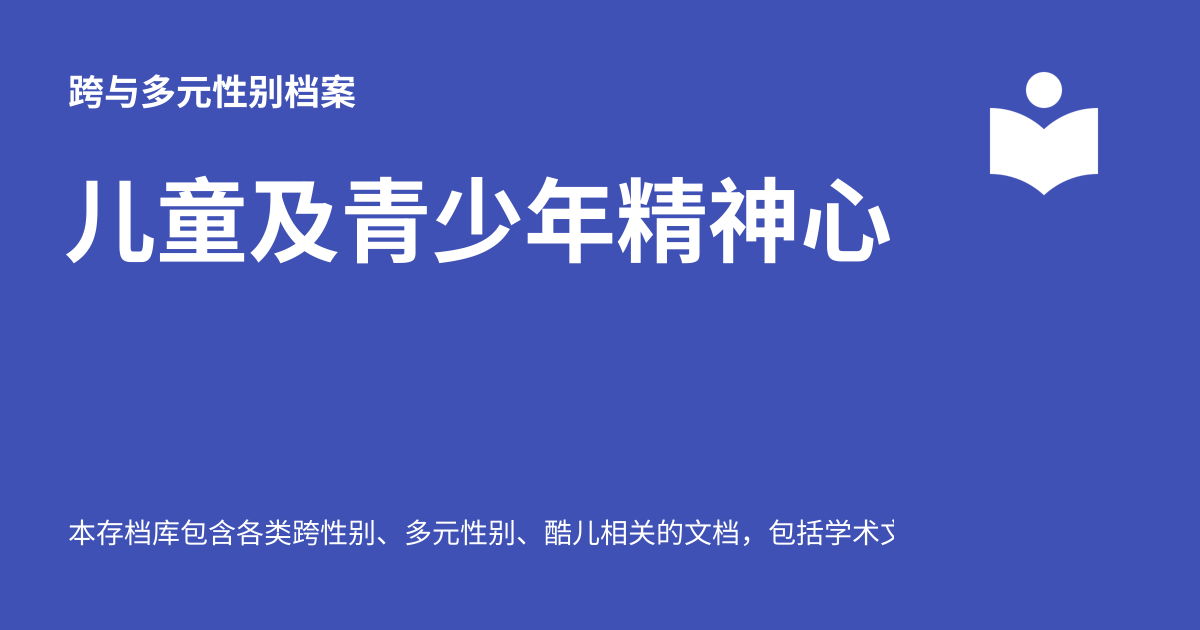 跨与多元性别档案
儿童及青少年精神心
本存档库包含各类跨性别、多元性别、酷儿相关的文档，包括学术